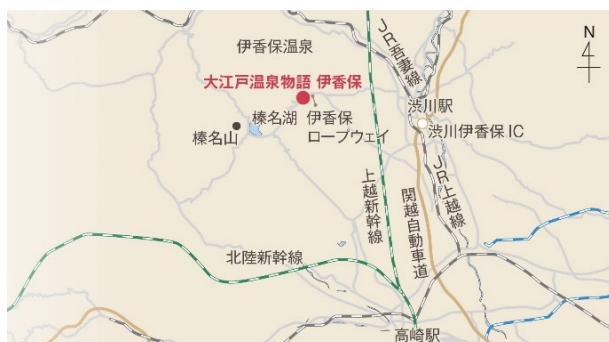 N
JR吾妻線
伊香保温泉
大江戸温泉物語 伊香保
渋川駅
榛名湖
伊香保
ロープウェイ
渋川伊香保IC
榛名山
JR上越線
上越新幹線
関越自動車道
北陸新幹線
高崎駅